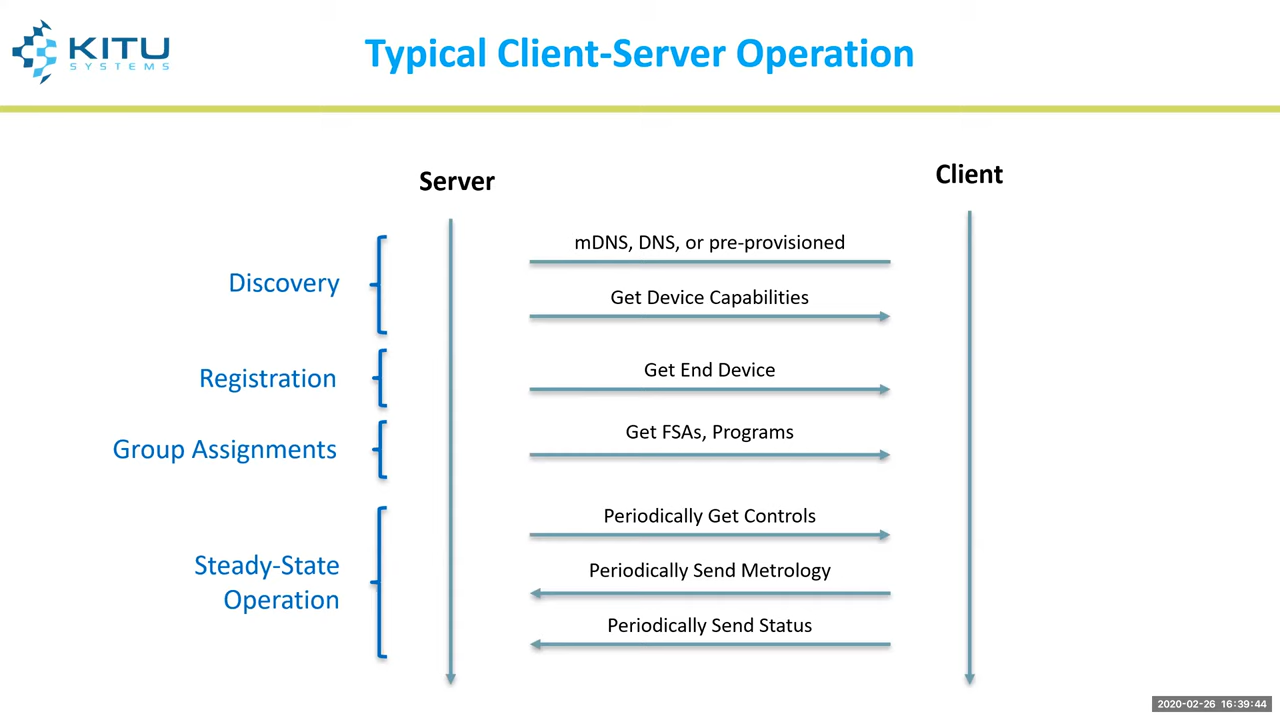 KITU
SYSTEMS
Typical Client-Server Operation
Server
Client
mDNS, DNS, or pre-provisioned
Discovery
Get Device Capabilities
Registration
Get End Device
Group Assignments
Get FSAs, Programs
Steady-State
Operation
Periodically Get Controls
Periodically Send Metrology
Periodically Send Status
2020-02-26 16:39:44